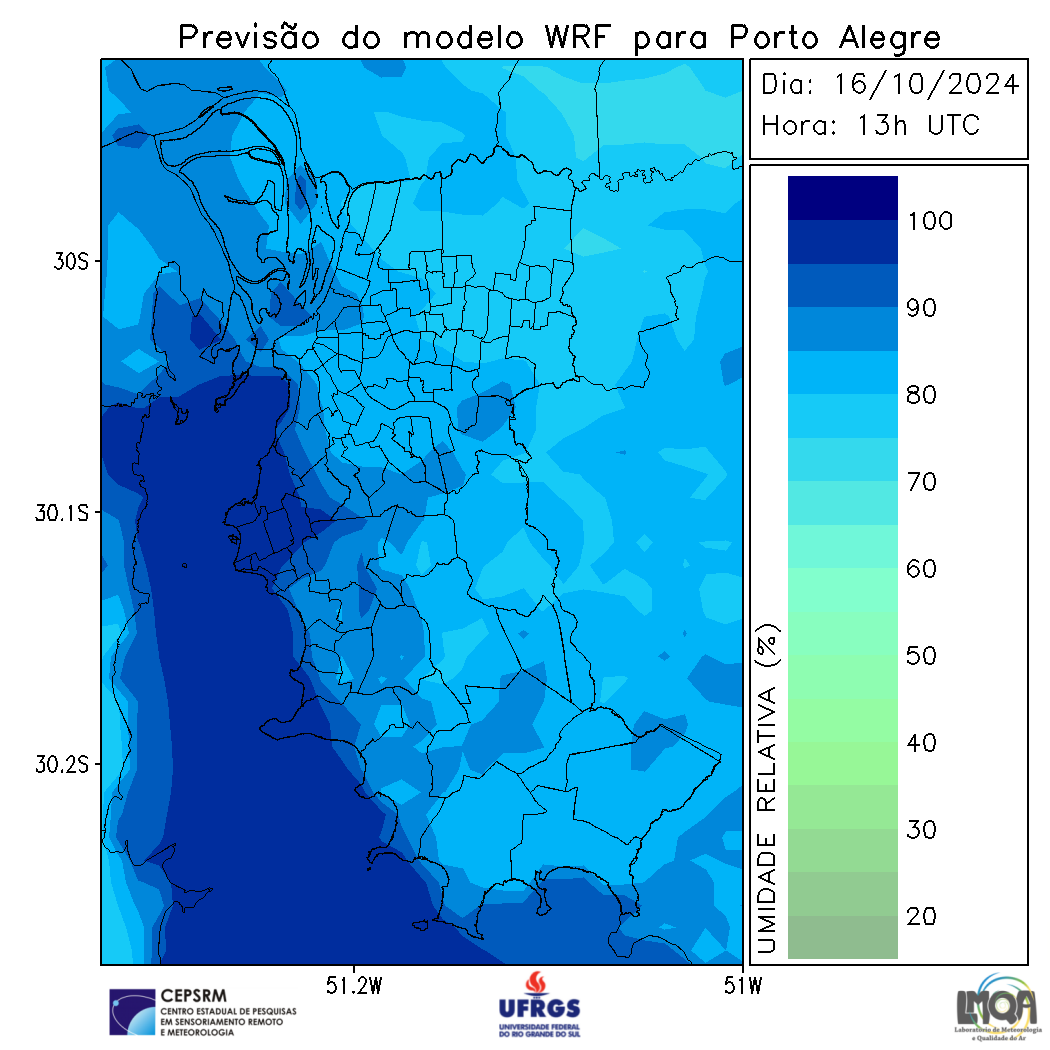 Previsão do modelo WRF para Porto Alegre
Dia: 16/10/2024
Hora: 13h UTC
100
90
80
70
60
50
40
30
20
UMIDADE RELATIVA (%)
30S
30.1S
30.2S
51.2W
51W
CEPSRM
CENTRO ESTADUAL DE PESQUISAS
EM SENSORIAMENTO REMOTO
E METEOROLOGIA
UFRGS
UNIVERSIDADE FEDERAL
DO RIO GRANDE DO SUL
LMQA
Laboratório de Meteorologia
e Qualidade do Ar